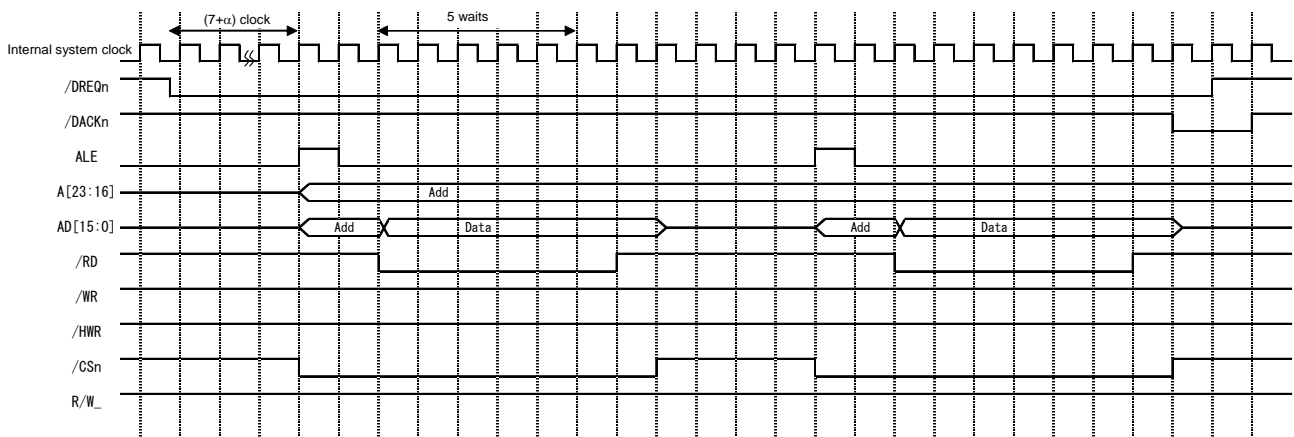 (7+α) clock
5 waits
Internal system clock
/DREQn
/DACKn
ALE
A[23:16]
Add
AD[15:0]
Add
Data
Add
Data
/RD
/WR
/HWR
/CSn
R/W_